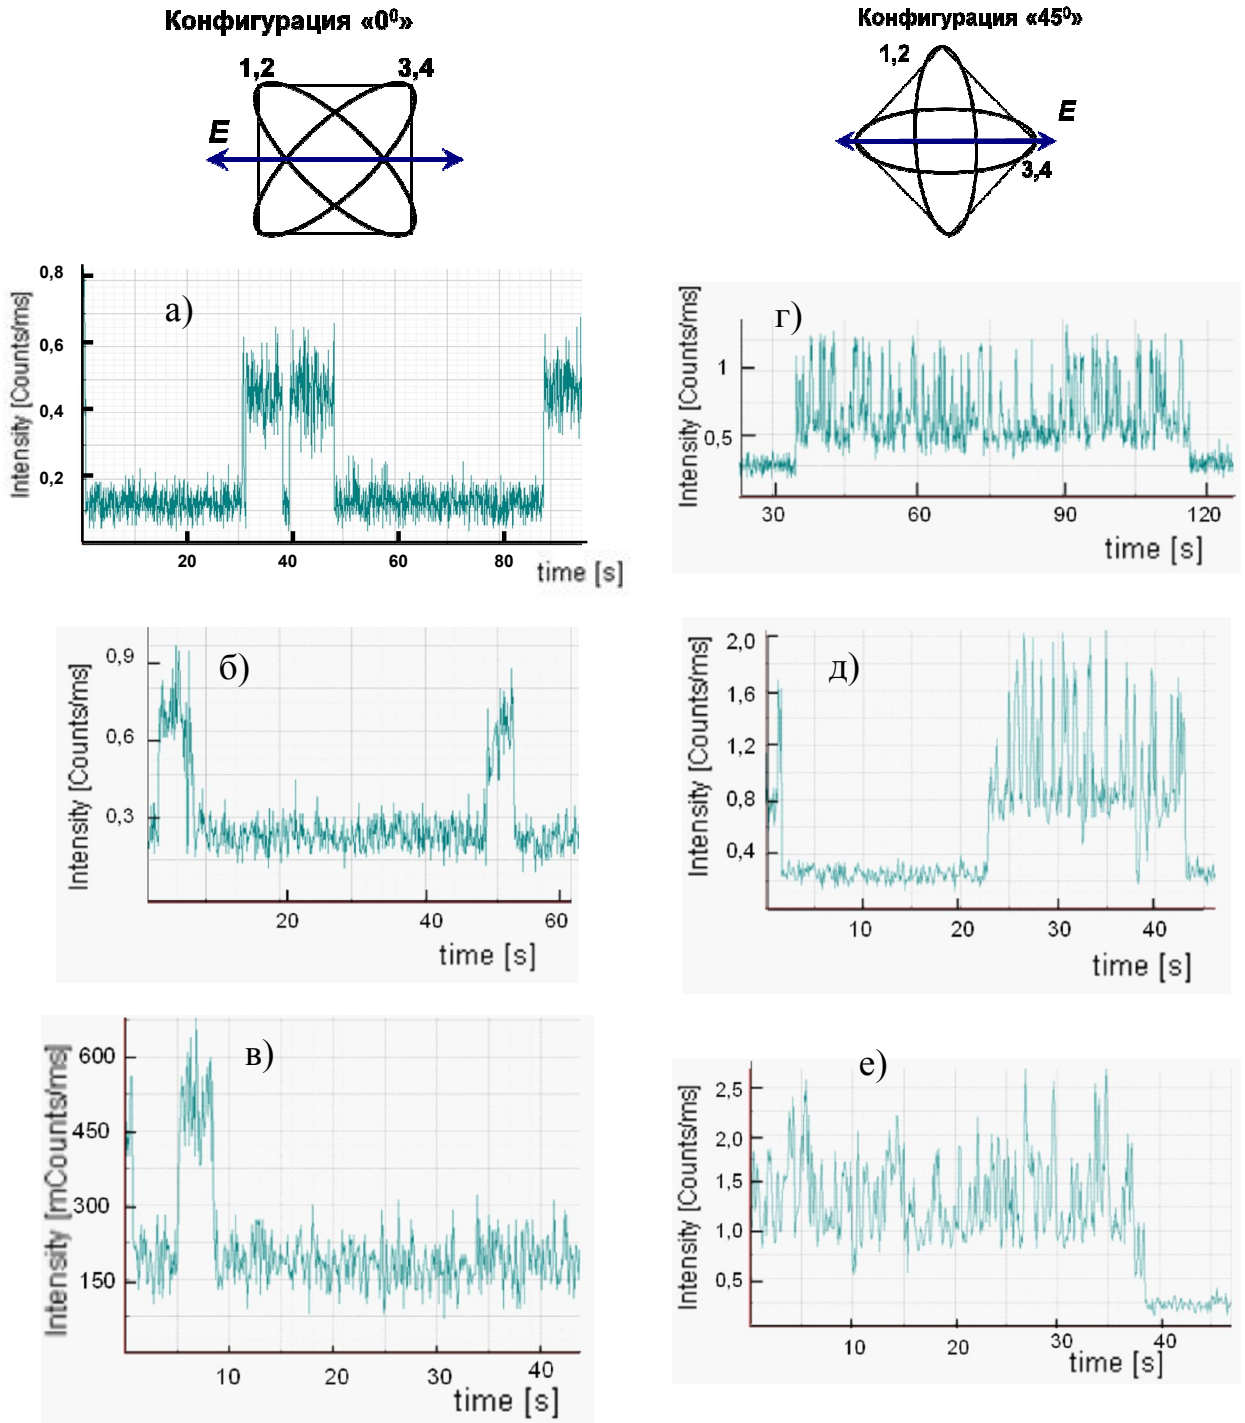 Конфигурация «0⁰»
1,2
3,4
E
Конфигурация «45⁰»
1,2
E
3,4
а)
0,8
0,6
0,4
0,2
Intensity [Counts/ms]
20
40
60
80
time [s]
г)
1
0,5
Intensity [Counts/ms]
30
60
90
120
time [s]
б)
0,9
0,6
0,3
Intensity [Counts/ms]
20
40
60
time [s]
д)
2,0
1,6
1,2
0,8
0,4
Intensity [Counts/ms]
10
20
30
40
time [s]
в)
600
450
300
150
Intensity [mCounts/ms]
10
20
30
40
time [s]
е)
2,5
2,0
1,5
1,0
0,5
Intensity [Counts/ms]
10
20
30
40
time [s]